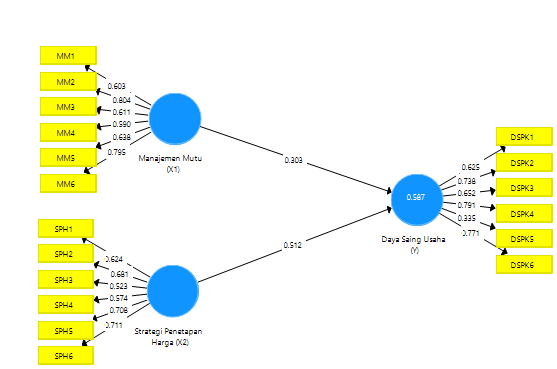 MM1
MM2
MM3
MM4
MM5
MM6
0.603
0.804
0.611
0.590
0.638
0.795
Manajemen Mutu
(X1)
0.303
SPH1
SPH2
SPH3
SPH4
SPH5
SPH6
0.624
0.681
0.523
0.574
0.708
0.711
Strategi Penetapan
Harga (X2)
0.512
0.587
Daya Saing Usaha
(Y)
0.625
0.738
0.652
0.791
0.335
0.771
DSPK1
DSPK2
DSPK3
DSPK4
DSPK5
DSPK6